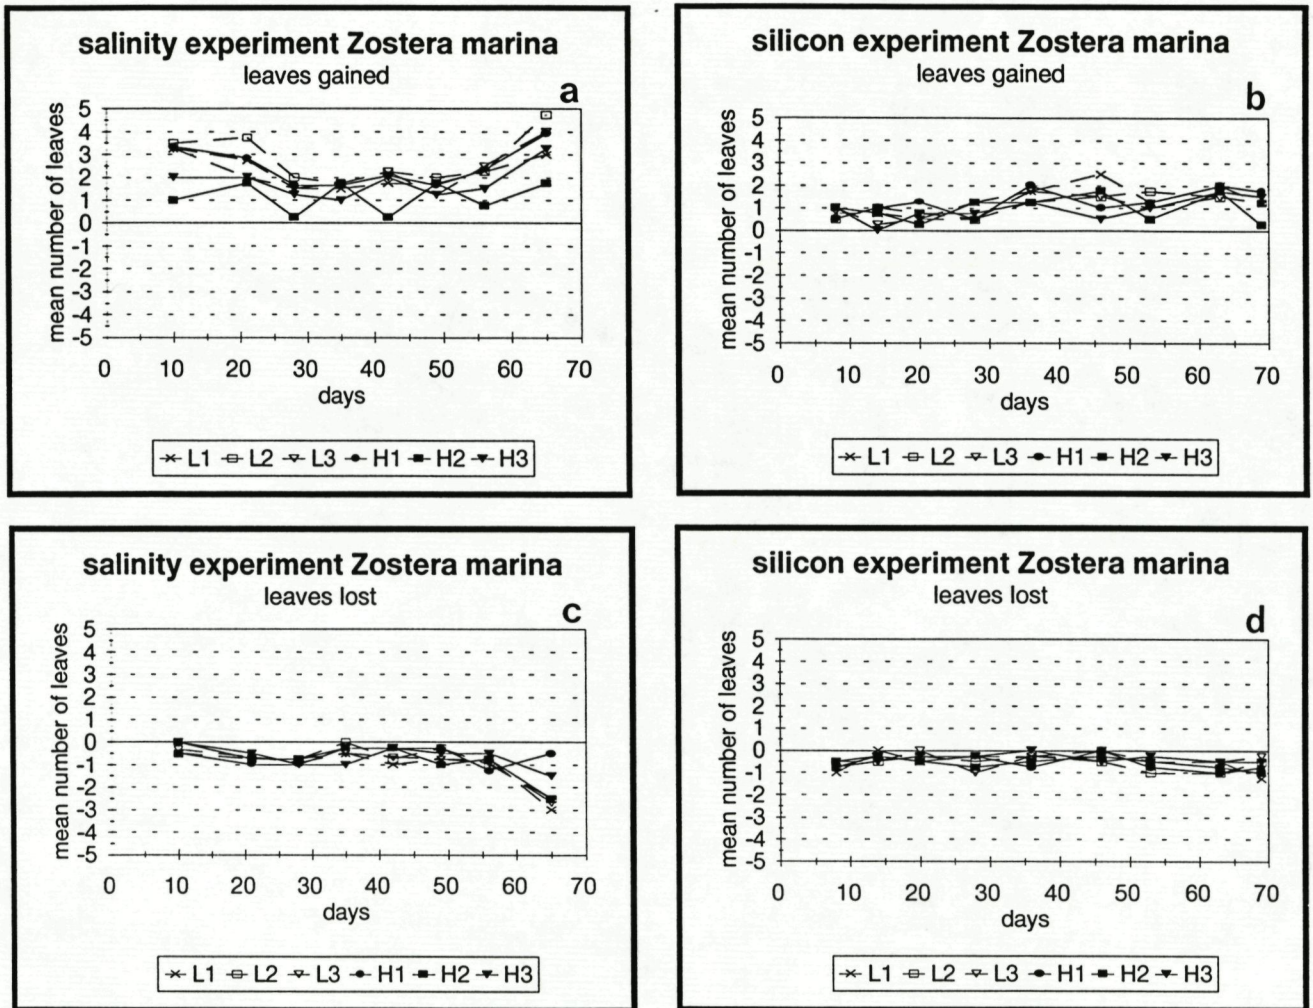 salinity experiment Zostera marina
leaves gained
a
mean number of leaves
5
4
3
2
1
0
-1
-2
-3
-4
-5
0 10 20 30 40 50 60 70
days
L1 L2 L3 H1 H2 H3
silicon experiment Zostera marina
leaves gained
b
mean number of leaves
5
4
3
2
1
0
-1
-2
-3
-4
-5
0 10 20 30 40 50 60 70
days
L1 L2 L3 H1 H2 H3
salinity experiment Zostera marina
leaves lost
c
mean number of leaves
5
4
3
2
1
0
-1
-2
-3
-4
-5
0 10 20 30 40 50 60 70
days
L1 L2 L3 H1 H2 H3
silicon experiment Zostera marina
leaves lost
d
mean number of leaves
5
4
3
2
1
0
-1
-2
-3
-4
-5
0 10 20 30 40 50 60 70
days
L1 L2 L3 H1 H2 H3